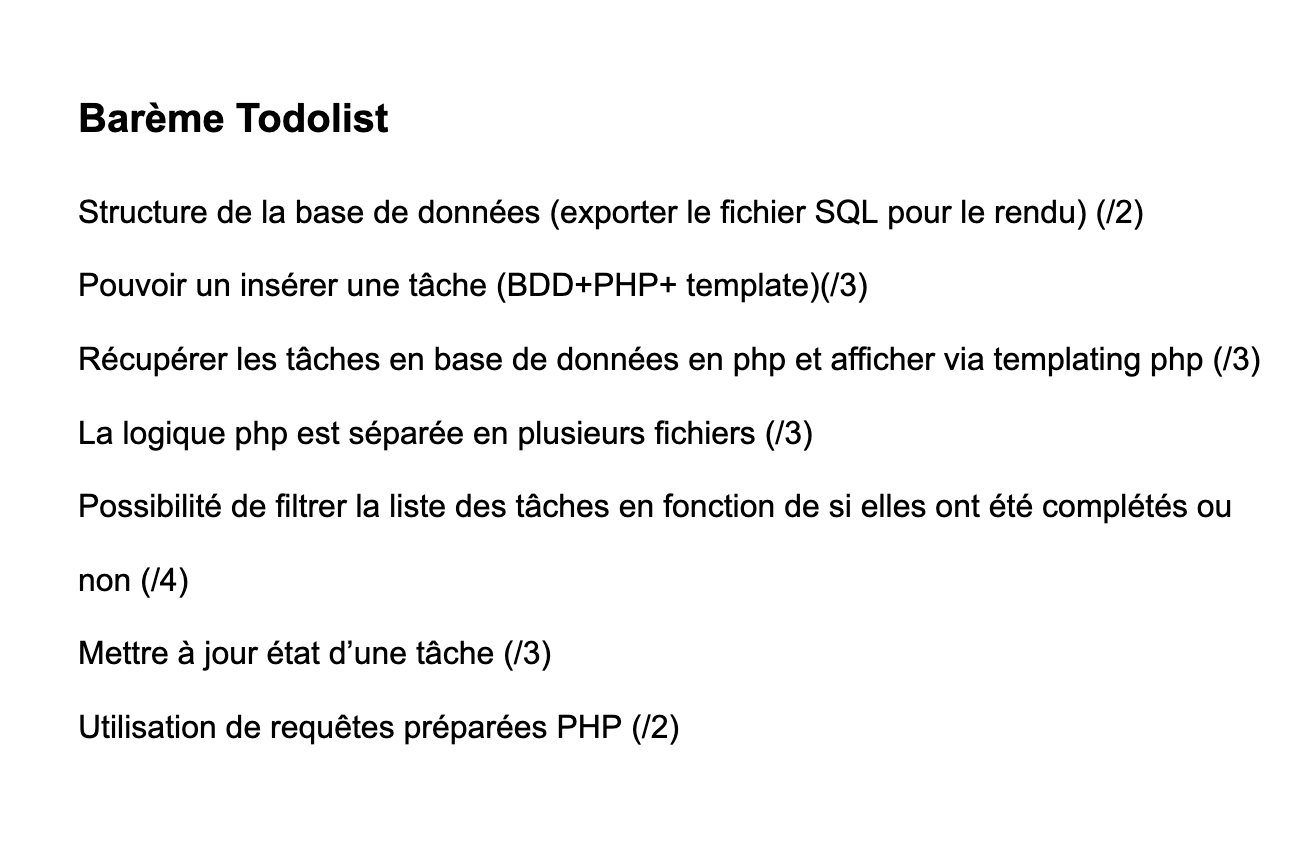 Barème Todolist
Structure de la base de données (exporter le fichier SQL pour le rendu) (/2)
Pouvoir un insérer une tâche (BDD+PHP+ template)(/3)
Récupérer les tâches en base de données en php et afficher via templating php (/3)
La logique php est séparée en plusieurs fichiers (/3)
Possibilité de filtrer la liste des tâches en fonction de si elles ont été complétés ou
non (/4)
Mettre à jour état d’une tâche (/3)
Utilisation de requêtes préparées PHP (/2)